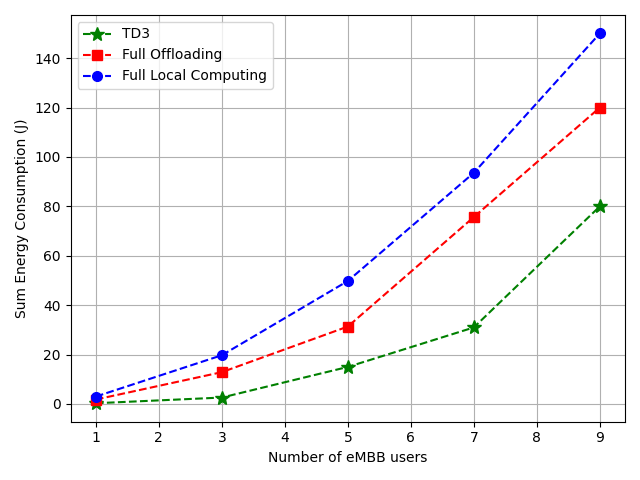 TD3
Full Offloading
Full Local Computing
Sum Energy Consumption (J)
140
120
100
80
60
40
20
0
1 2 3 4 5 6 7 8 9
Number of eMBB users